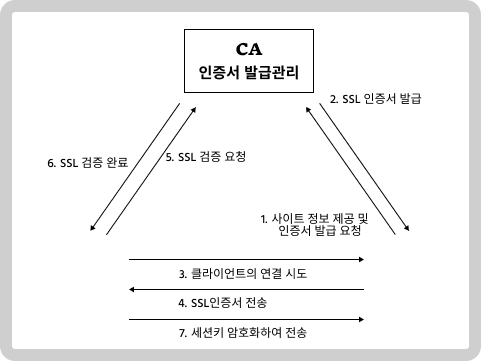 CA
인증서 발급관리
2. SSL 인증서 발급
6. SSL 검증 완료
5. SSL 검증 요청
1. 사이트 정보 제공 및
인증서 발급 요청
3. 클라이언트의 연결 시도
4. SSL인증서 전송
7. 세션키 암호화하여 전송